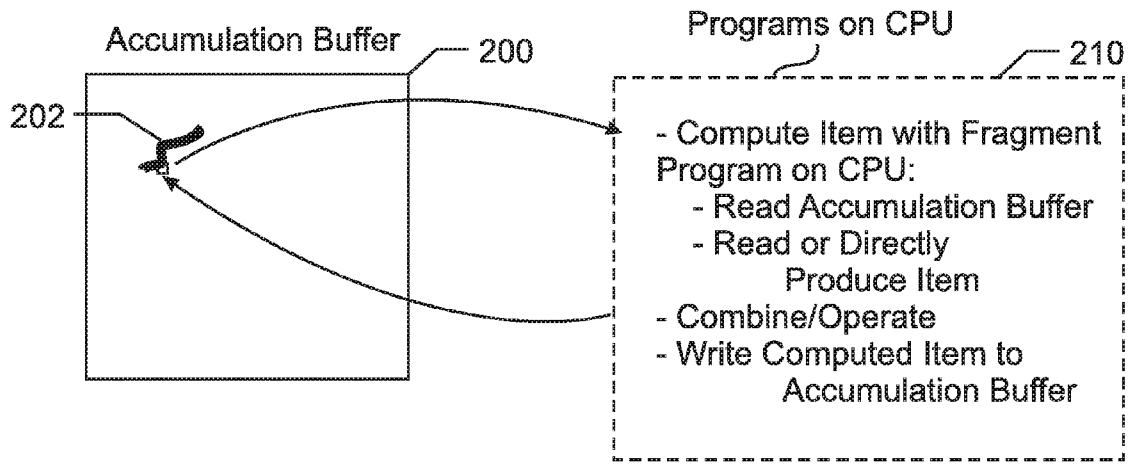 Accumulation Buffer
200
202
Programs on CPU
210
- Compute Item with Fragment
Program on CPU:
- Read Accumulation Buffer
- Read or Directly
Produce Item
- Combine/Operate
- Write Computed Item to
Accumulation Buffer